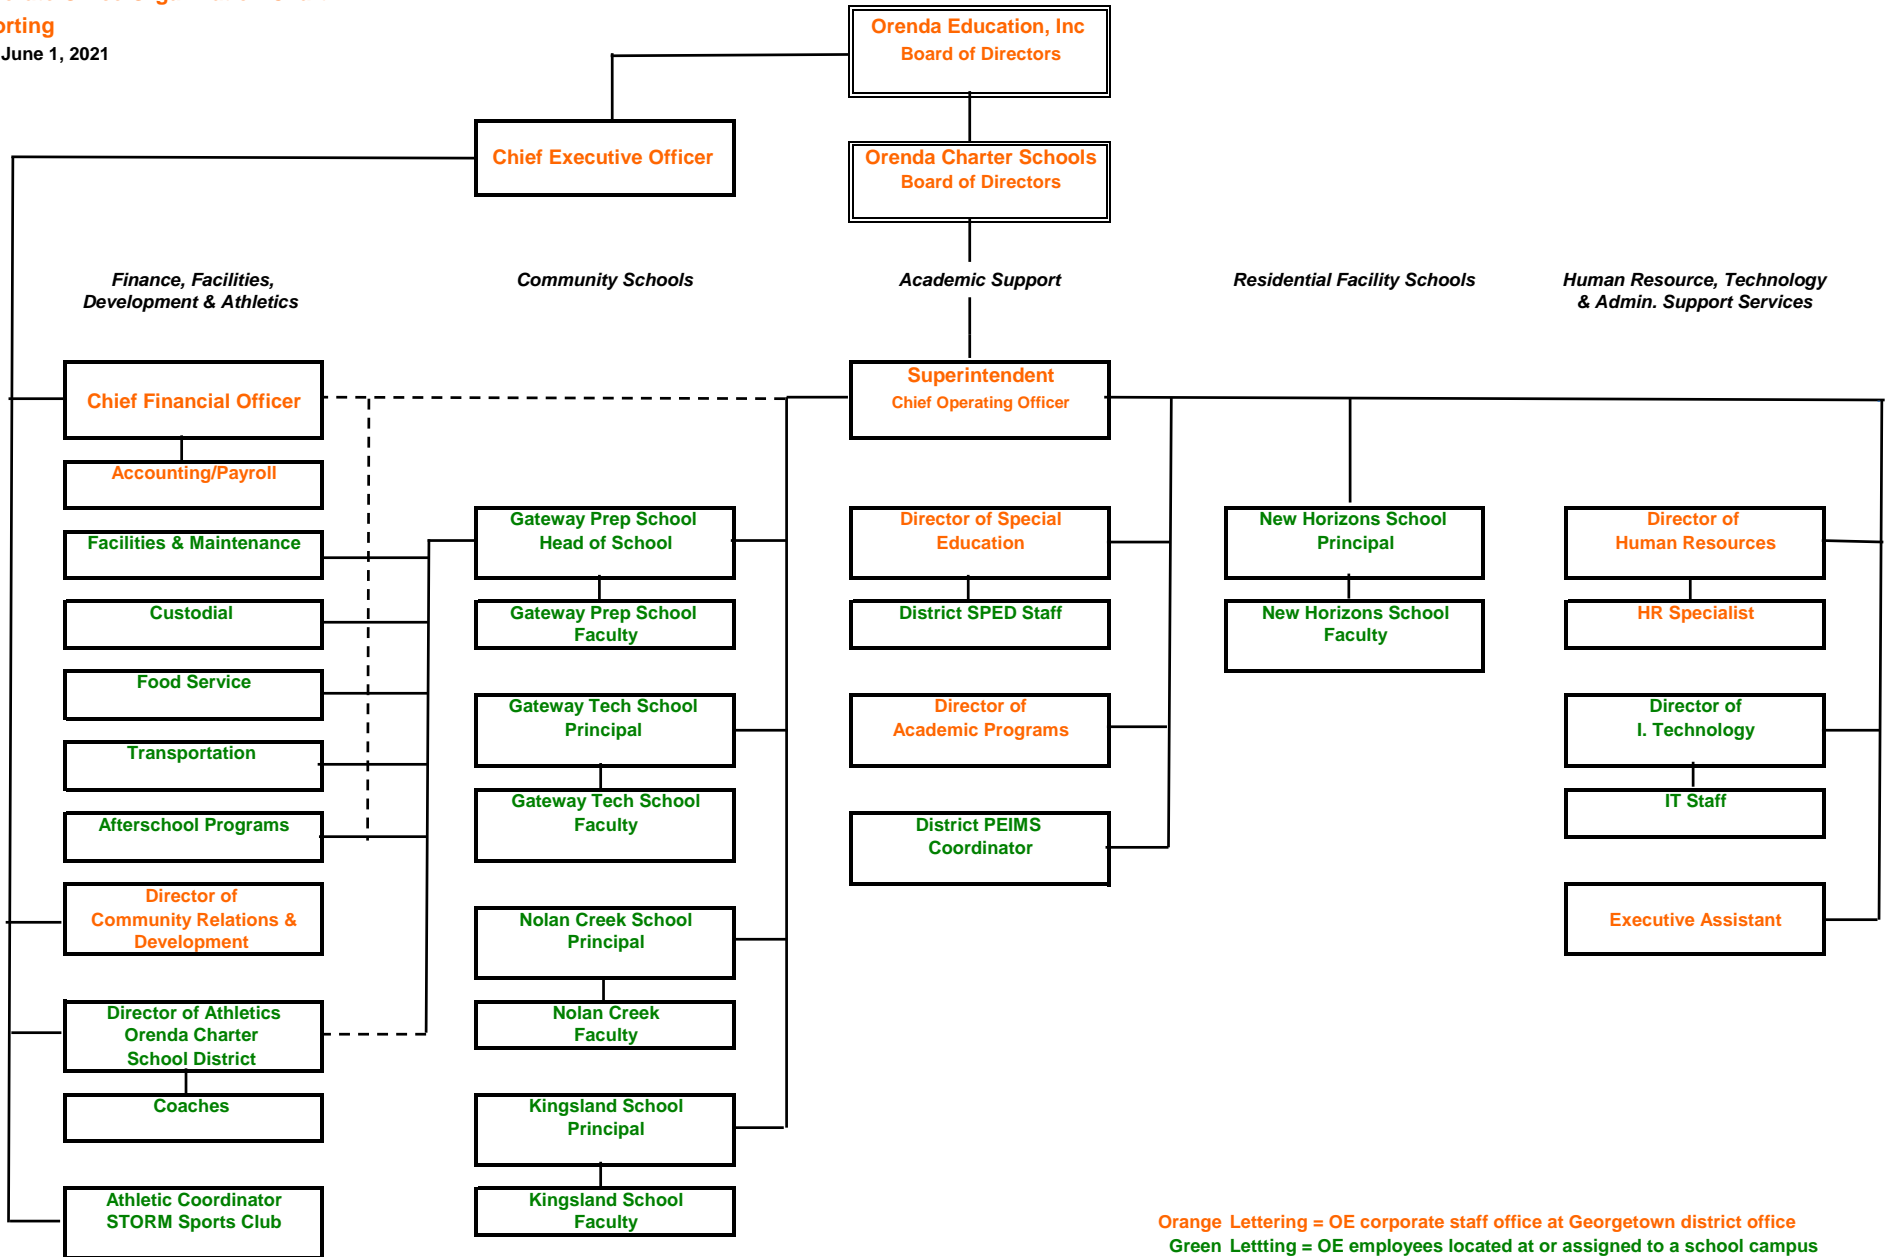 June 1, 2021
Orenda Education, Inc
Board of Directors
Chief Executive Officer
Orenda Charter Schools
Board of Directors
Finance, Facilities,
Development & Athletics
Community Schools
Academic Support
Residential Facility Schools
Human Resource, Technology
& Admin. Support Services
Chief Financial Officer
Accounting/Payroll
Facilities & Maintenance
Custodial
Food Service
Transportation
Afterschool Programs
Director of
Community Relations &
Development
Director of Athletics
Orenda Charter
School District
Coaches
Athletic Coordinator
STORM Sports Club
Gateway Prep School
Head of School
Gateway Prep School
Faculty
Gateway Tech School
Principal
Gateway Tech School
Faculty
Nolan Creek School
Principal
Nolan Creek
Faculty
Kingsland School
Principal
Kingsland School
Faculty
Superintendent
Chief Operating Officer
Director of Special
Education
District SPED Staff
Director of
Academic Programs
District PEIMS
Coordinator
New Horizons School
Principal
New Horizons School
Faculty
Director of
Human Resources
HR Specialist
Director of
I. Technology
IT Staff
Executive Assistant
Orange Lettering = OE corporate staff office at Georgetown district office
Green Lettting = OE employees located at or assigned to a school campus